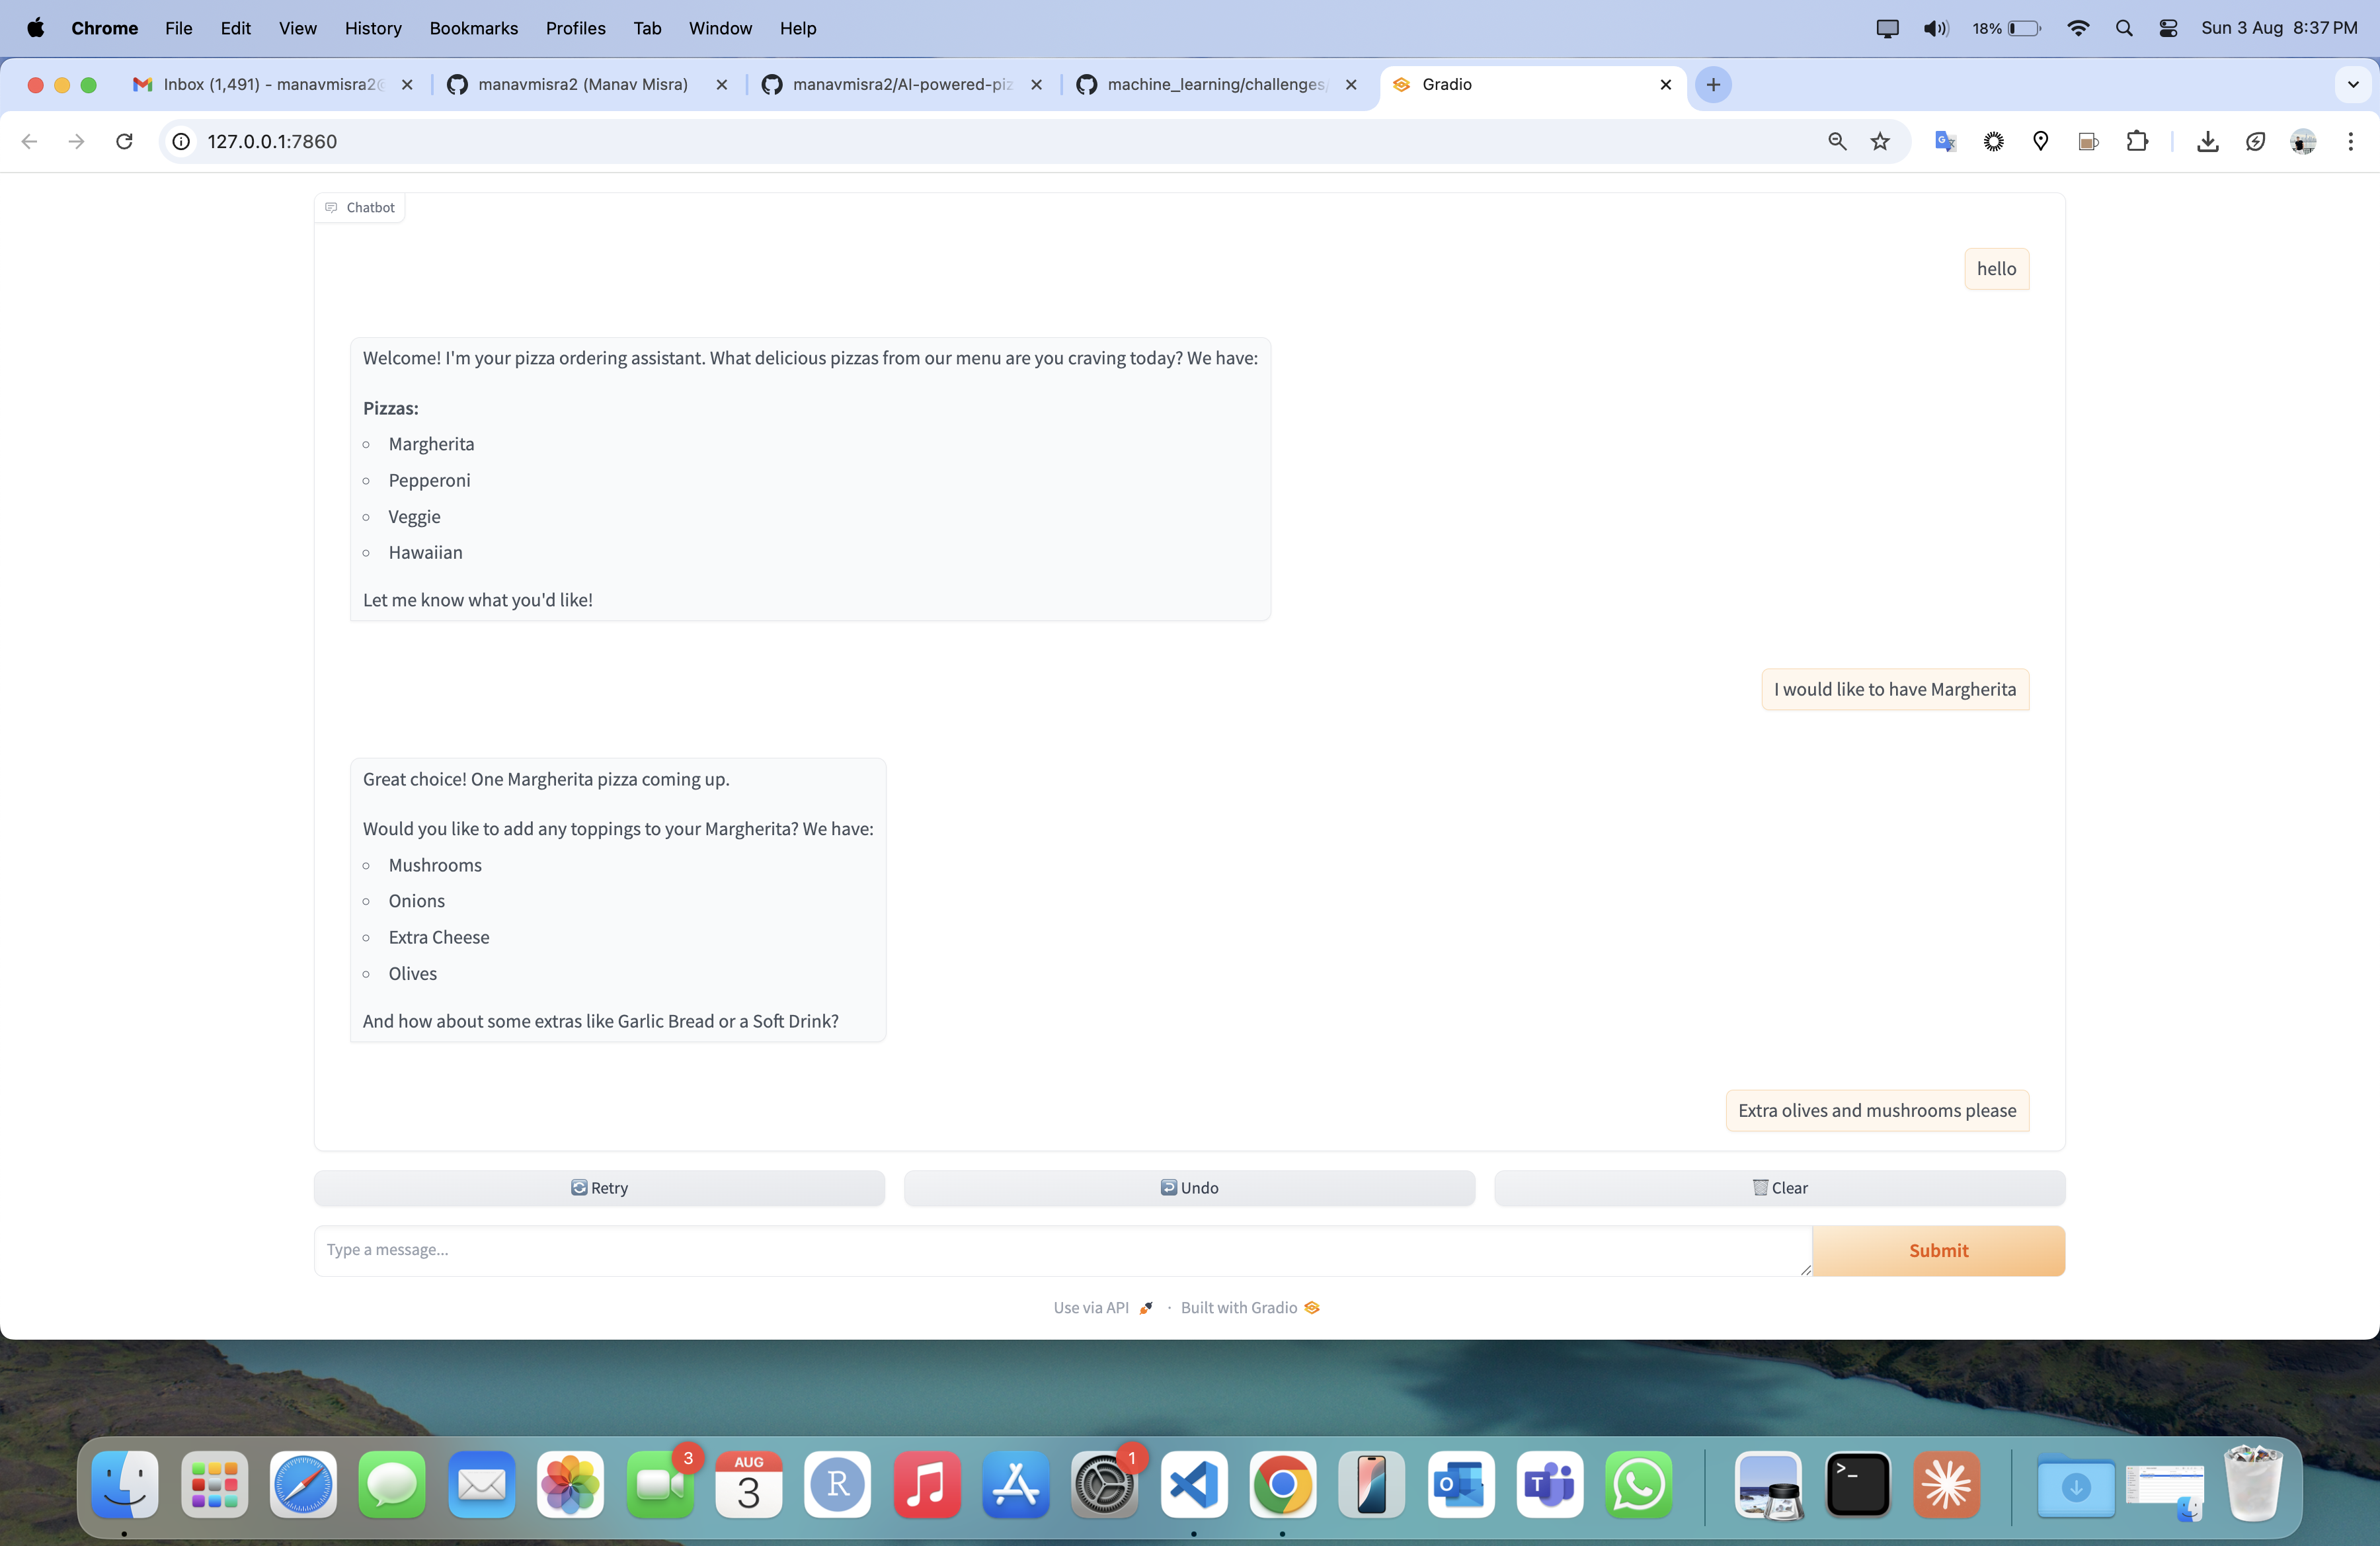 Chrome File Edit View History Bookmarks Profiles Tab Window Help 18% Sun 3 Aug 8:37 PM
Inbox (1,491) - manavmisra2@ manavmisra2 (Manav Misra) manavmisra2/AI-powered-piz machine_learning/challenges/ Gradio
127.0.0.1:7860
Chatbot
hello
Welcome! I'm your pizza ordering assistant. What delicious pizzas from our menu are you craving today? We have:
Pizzas:
Margherita
Pepperoni
Veggie
Hawaiian
Let me know what you'd like!
I would like to have Margherita
Great choice! One Margherita pizza coming up.
Would you like to add any toppings to your Margherita? We have:
Mushrooms
Onions
Extra Cheese
Olives
And how about some extras like Garlic Bread or a Soft Drink?
Extra olives and mushrooms please
Retry Undo Clear
Type a message... Submit
Use via API · Built with Gradio
3 AUG 3 R 1 O T >_